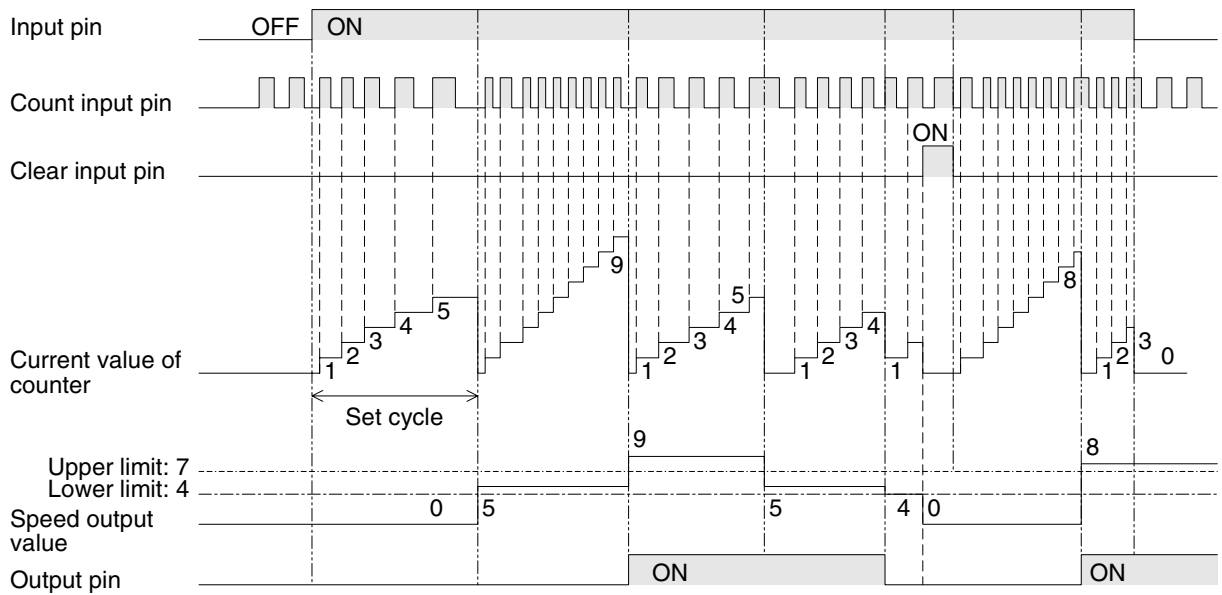 Input pin OFF ON
Count input pin
ON
Clear input pin
9
8
5 5
4 3 4
4
3 3 2 3
2 2 2
Current value of
counter 1 1 1 1 1 0
Set cycle
9 8
Upper limit: 7
Lower limit: 4
Speed output
value 0 5 5 4 0
Output pin ON ON